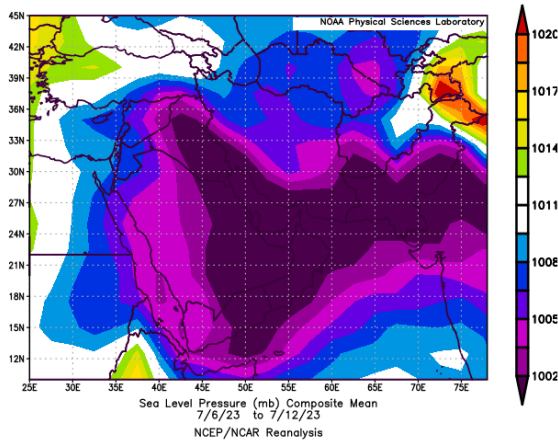 NOAA Physical Sciences Laboratory
45N
42N
39N
36N
33N
30N
27N
24N
21N
18N
15N
12N
25E 30E 35E 40E 45E 50E 55E 60E 65E 70E 75E
1020
1017
1014
1011
1008
1005
1002
Sea Level Pressure (mb) Composite Mean
7/6/23 to 7/12/23
NCEP/NCAR Reanalysis